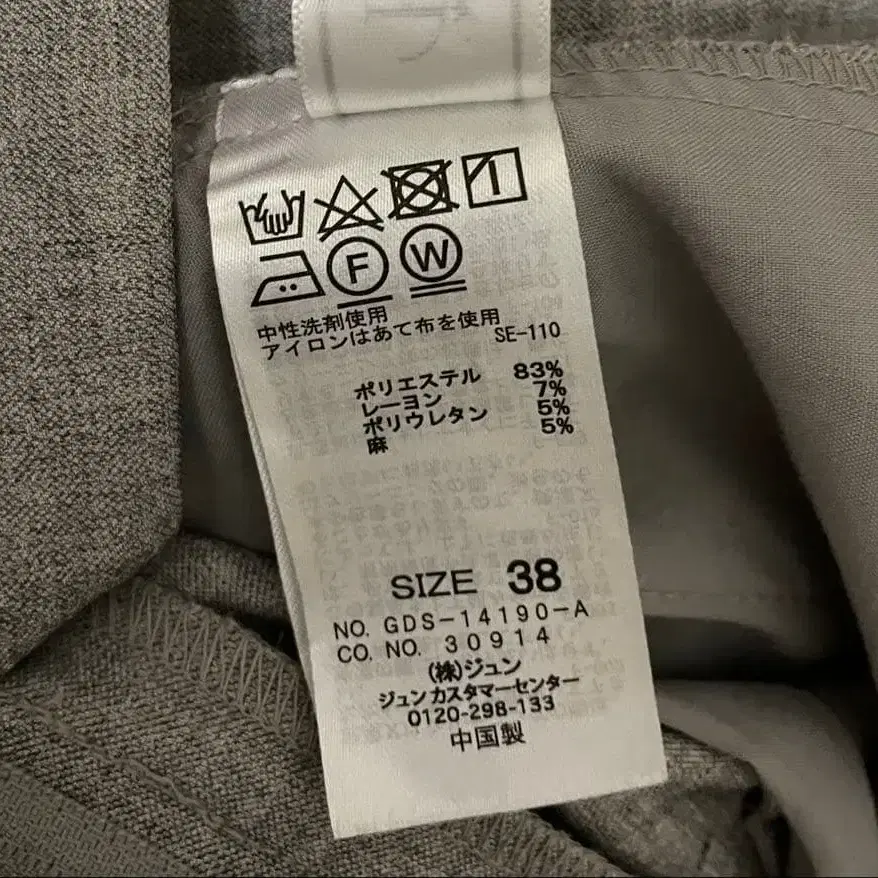 F W
中性洗剤使用
アイロンはあて布を使用
SE-110
ポリエステル 83%
レーヨン 7%
ポリウレタン 5%
麻 5%
SIZE 38
NO. GDS-14190-A
CO. NO. 30914
(株)ジュン
ジュンカスタマーセンター
0120-298-133
中国製